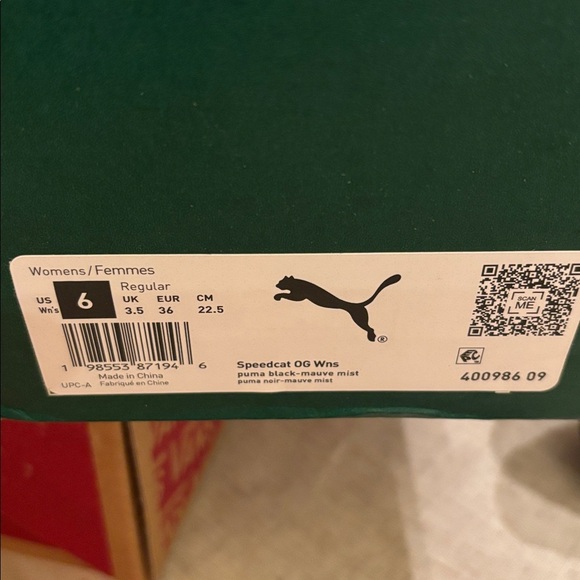 Womens/Femmes
Regular
US Wn's 6 UK 3.5 EUR 36 CM 22.5
SCAN ME
1 98553 87194 6
UPC-A
Made in China
Fabriqué en Chine
®
Speedcat OG Wns
puma black-mauve mist
puma noir-mauve mist
400986 09